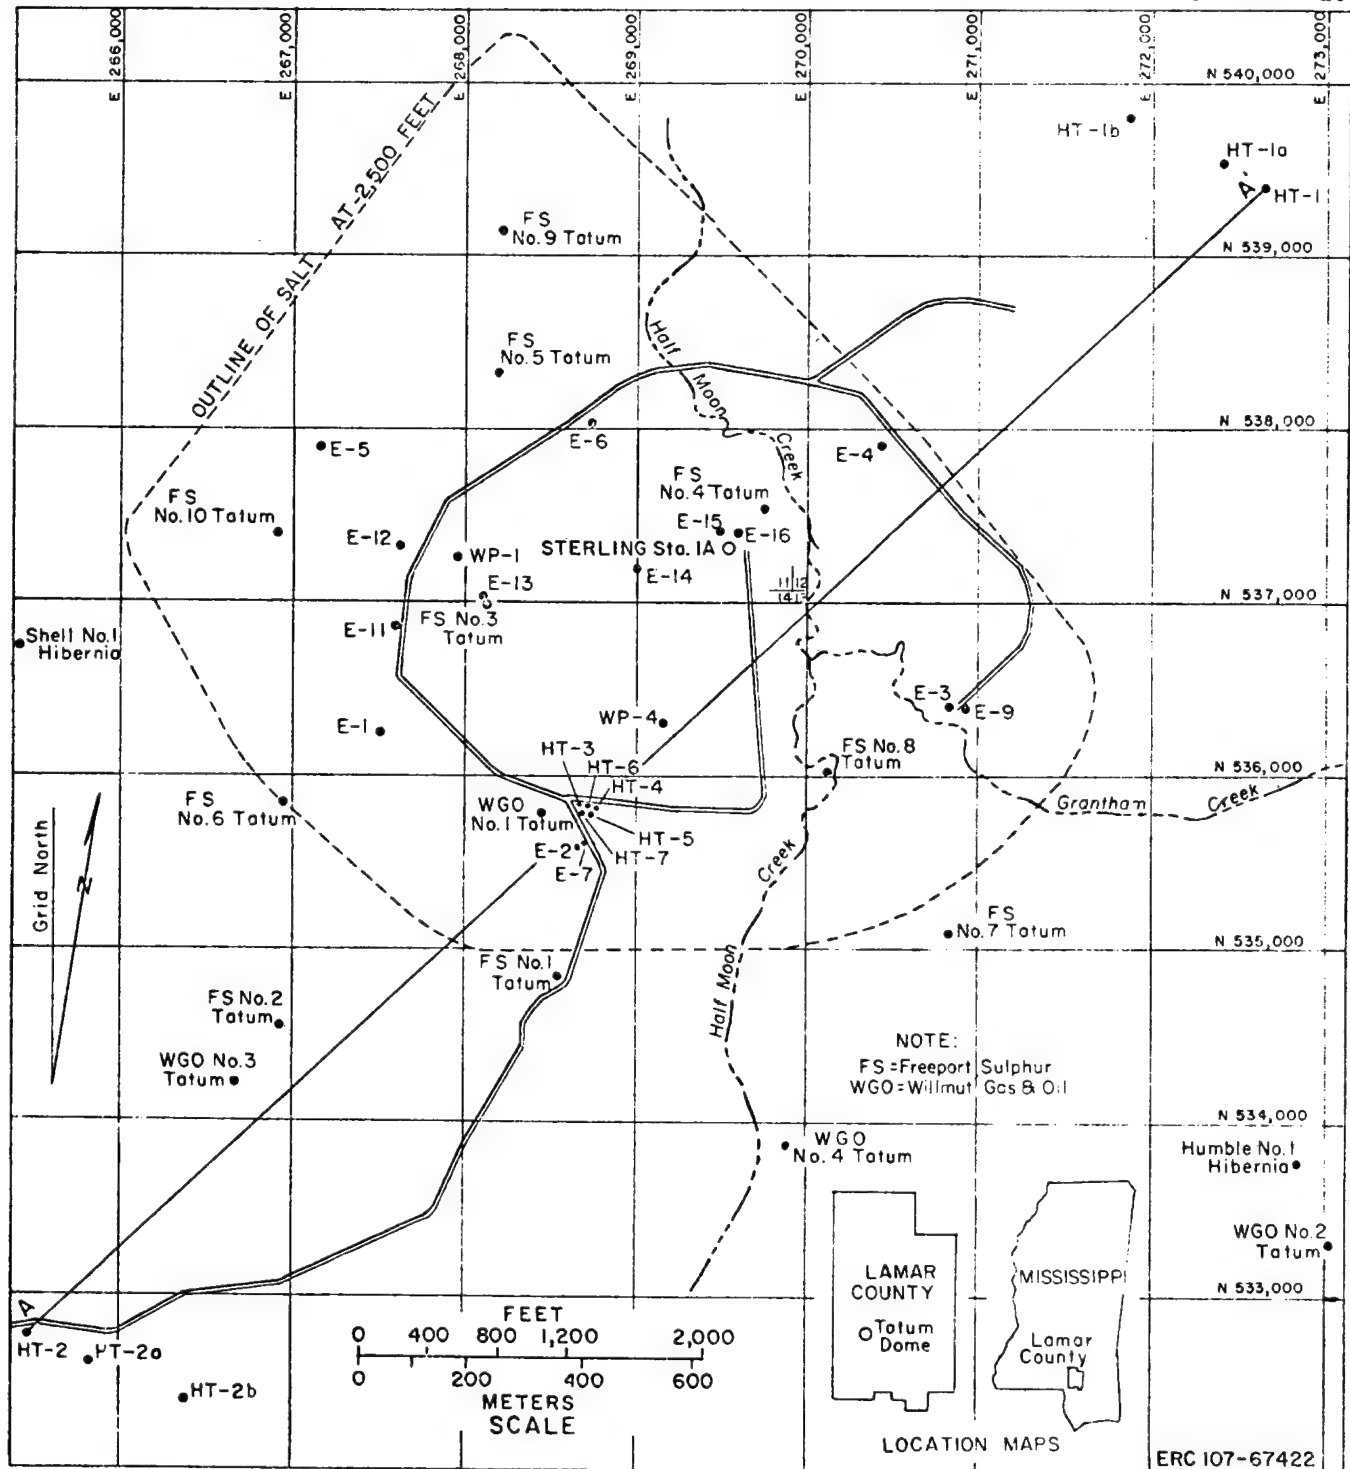 E 266,000
E 267,000
E 268,000
E 269,000
E 270,000
E 271,000
E 272,000
E 273,000
N 540,000
HT-1b
HT-1a
A'
HT-1
OUTLINE OF SALT AT -2,500 FEET
FS
No. 9 Tatum
N 539,000
Half Moon Creek
FS
No. 5 Tatum
N 538,000
E-5
E-6
E-4
FS
No. 10 Tatum
FS
No. 4 Tatum
E-15
E-16
E-12
WP-1
STERLING Sta. 1A
E-14
E-13
11 12
14 13
N 537,000
FS No. 3
Tatum
E-11
Shell No. 1
Hibernia
E-3
E-9
E-1
WP-4
FS No. 8
Tatum
HT-3
HT-6
HT-4
N 536,000
FS
No. 6 Tatum
WGO
No. 1 Tatum
HT-5
HT-7
E-2
E-7
Grantham Creek
Grid North
N
Half Moon Creek
FS
No. 7 Tatum
N 535,000
FS No. 1
Tatum
FS No. 2
Tatum
WGO No. 3
Tatum
NOTE:
FS = Freeport Sulphur
WGO = Willmut Gas & Oil
N 534,000
WGO
No. 4 Tatum
Humble No. 1
Hibernia
WGO No. 2
Tatum
N 533,000
A
HT-2
HT-2a
HT-2b
FEET
0 400 800 1,200 2,000
0 200 400 600
METERS
SCALE
LAMAR
COUNTY
Tatum
Dome
MISSISSIPPI
Lamar
County
LOCATION MAPS
ERC 107-67422